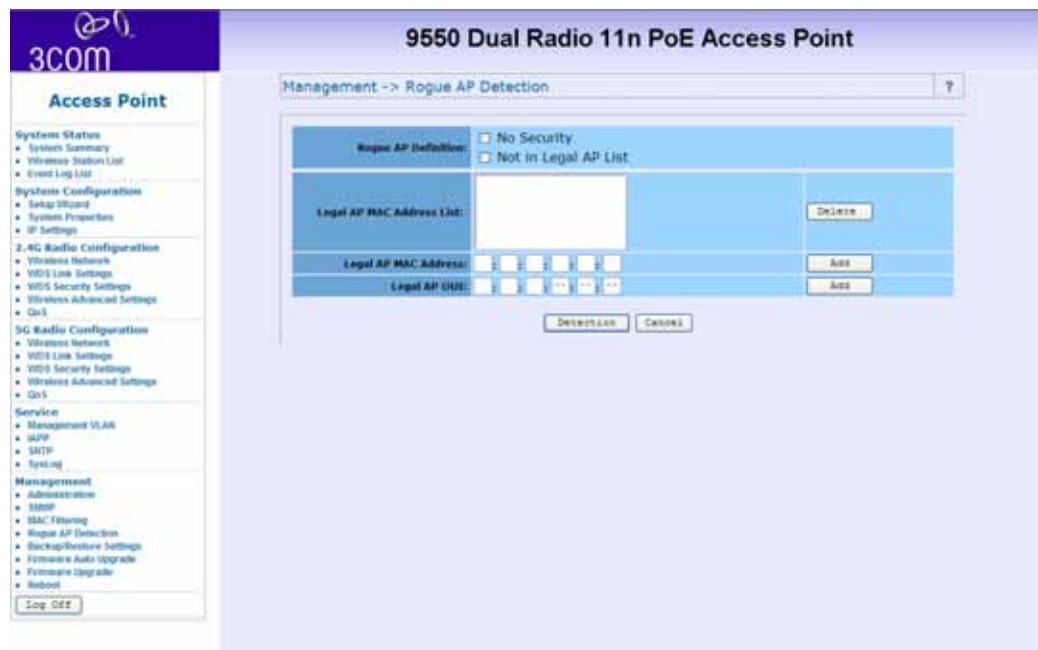 3COM
9550 Dual Radio 11n PoE Access Point
Access Point
System Status
System Summary
Wireless Station List
Event Log List
System Configuration
Setup Wizard
System Properties
IP Settings
2.4G Radio Configuration
Wireless Network
WDS Link Settings
WDS Security Settings
Wireless Advanced Settings
QoS
5G Radio Configuration
Wireless Network
WDS Link Settings
WDS Security Settings
Wireless Advanced Settings
QoS
Service
Management VLAN
IAPP
SNTP
SysLog
Management
Administration
SNMP
MAC Filtering
Rogue AP Detection
Backup/Restore Settings
Firmware Auto Upgrade
Firmware Upgrade
Reboot
Log Off
Management -> Rogue AP Detection ?
Rogue AP Definition: No Security
Not in Legal AP List
Legal AP MAC Address List: Delete
Legal AP MAC Address: : : : : : Add
Legal AP OUI: : : : -- : -- : -- Add
Detection Cancel